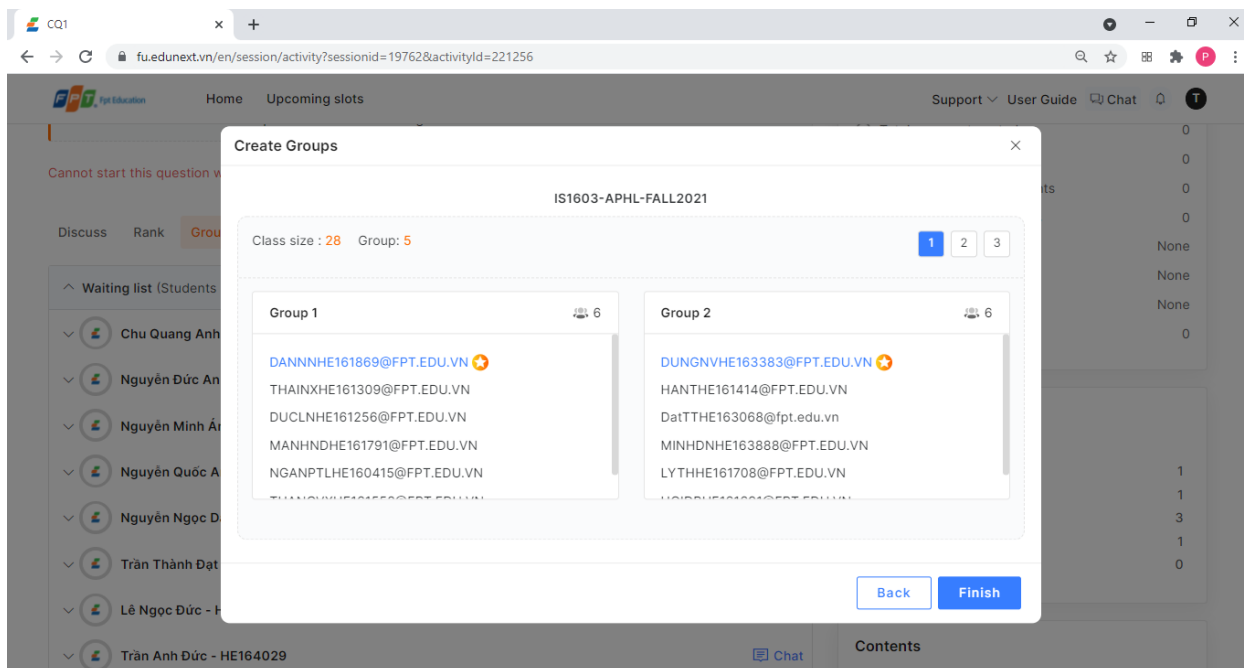 CQ1
fu.edunext.vn/en/session/activity?sessionid=19762&activityId=221256
P
FPT Fpt Education
Home Upcoming slots
Support User Guide Chat T
0
Create Groups
0
Cannot start this question
0
IS1603-APHL-FALL2021
0
Discuss Rank Grou
Class size : 28 Group: 5
1 2 3
None
Waiting list (Students
None
Group 1 6
Group 2 6
None
Chu Quang Anh
0
DANNNHE161869@FPT.EDU.VN
THAINXHE161309@FPT.EDU.VN
DUCLNHE161256@FPT.EDU.VN
MANHNDHE161791@FPT.EDU.VN
NGANPTLHE160415@FPT.EDU.VN
DUNGNVHE163383@FPT.EDU.VN
HANTHE161414@FPT.EDU.VN
DatTTHE163068@fpt.edu.vn
MINHDNHE163888@FPT.EDU.VN
LYTHHE161708@FPT.EDU.VN
Nguyễn Đức An
Nguyễn Minh Án
Nguyễn Quốc A
1
1
Nguyễn Ngọc D
3
1
Trần Thành Đạt
0
Back Finish
Lê Ngọc Đức - H
Contents
Trần Anh Đức - HE164029
Chat